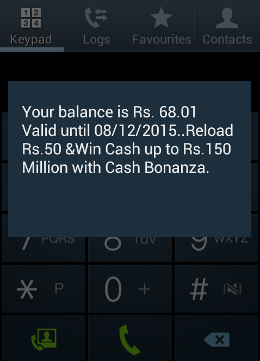 Keypad Logs Favourites Contacts
Your balance is Rs. 68.01
Valid until 08/12/2015..Reload
Rs.50 &Win Cash up to Rs.150
Million with Cash Bonanza.
7 PQRS 8 TUV 9 WXYZ
* P 0 + #